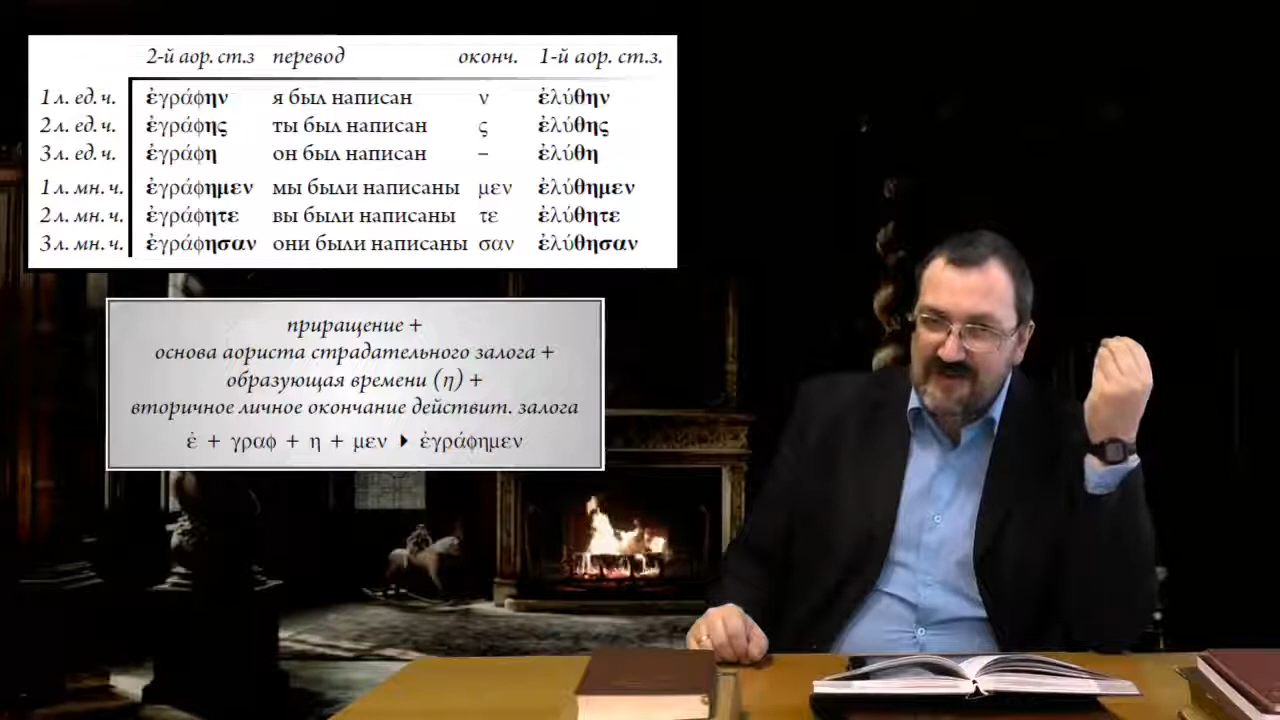 2-й аор. ст.з перевод оконч. 1-й аор. ст.з.
1 л. ед. ч. ἐγράφην я был написан ν ἐλύθην
2 л. ед. ч. ἐγράφης ты был написан ς ἐλύθης
3 л. ед. ч. ἐγράφη он был написан – ἐλύθη
1 л. мн. ч. ἐγράφημεν мы были написаны μεν ἐλύθημεν
2 л. мн. ч. ἐγράφητε вы были написаны τε ἐλύθητε
3 л. мн. ч. ἐγράφησαν они были написаны σαν ἐλύθησαν
приращение +
основа аориста страдательного залога +
образующая времени (η) +
вторичное личное окончание действит. залога
ἐ + γραφ + η + μεν ▸ ἐγράφημεν